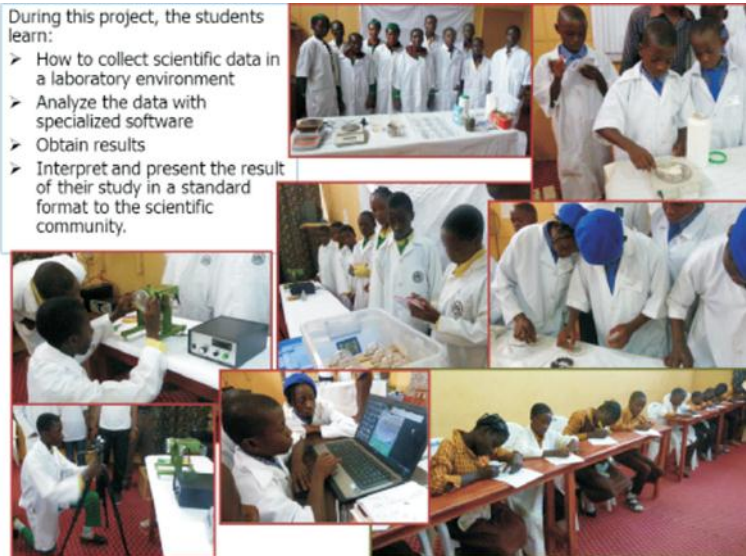 During this project, the students
learn:
➢ How to collect scientific data in
a laboratory environment
➢ Analyze the data with
specialized software
➢ Obtain results
➢ Interpret and present the result
of their study in a standard
format to the scientific
community.